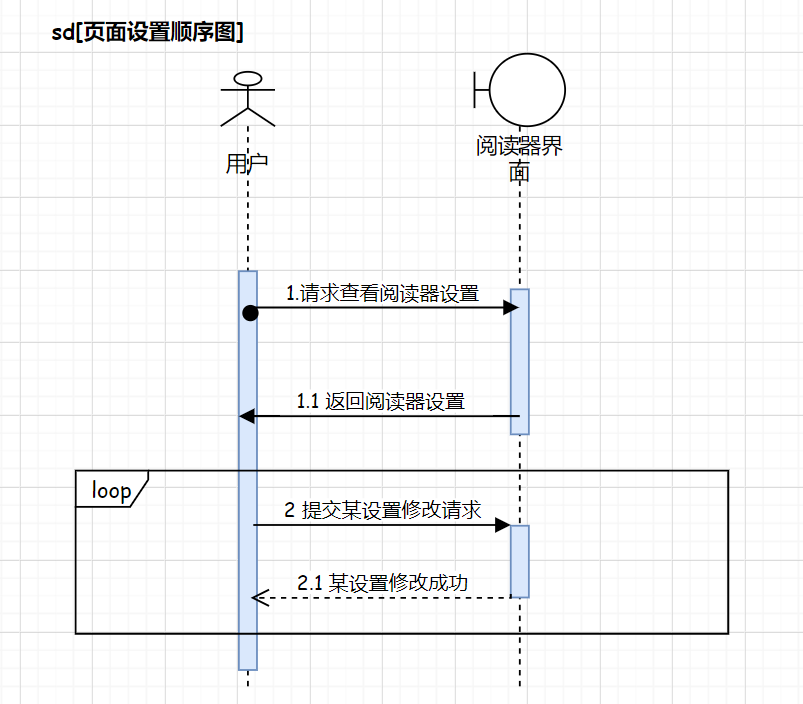 sd[页面设置顺序图]
用户
阅读器界
面
1.请求查看阅读器设置
1.1 返回阅读器设置
loop
2 提交某设置修改请求
2.1 某设置修改成功